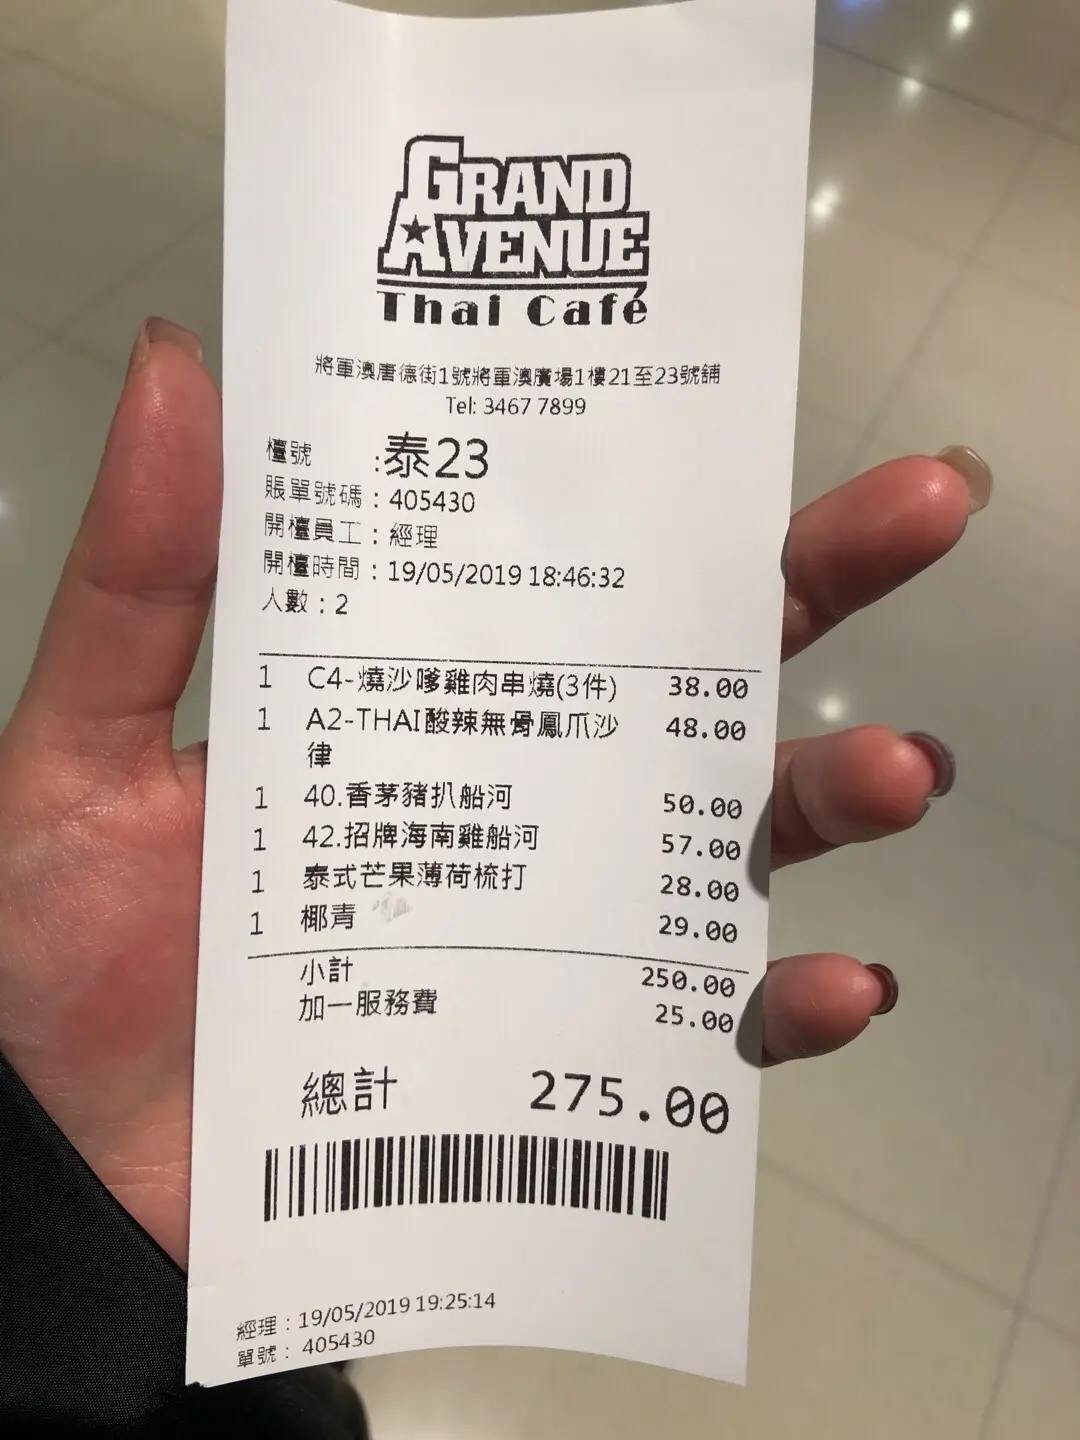 GRAND
AVENUE
Thai Café
將軍澳唐德街1號將軍澳廣場1樓21至23號舖
Tel: 3467 7899
檯號 :泰23
賬單號碼 : 405430
開檯員工 : 經理
開檯時間 : 19/05/2019 18:46:32
人數 : 2
1 C4-燒沙嗲雞肉串燒(3件) 38.00
1 A2-THAI酸辣無骨鳳爪沙 48.00
律
1 40.香茅豬扒船河 50.00
1 42.招牌海南雞船河 57.00
1 泰式芒果薄荷梳打 28.00
1 椰青 29.00
小計 250.00
加一服務費 25.00
總計 275.00
經理 : 19/05/2019 19:25:14
單號 : 405430